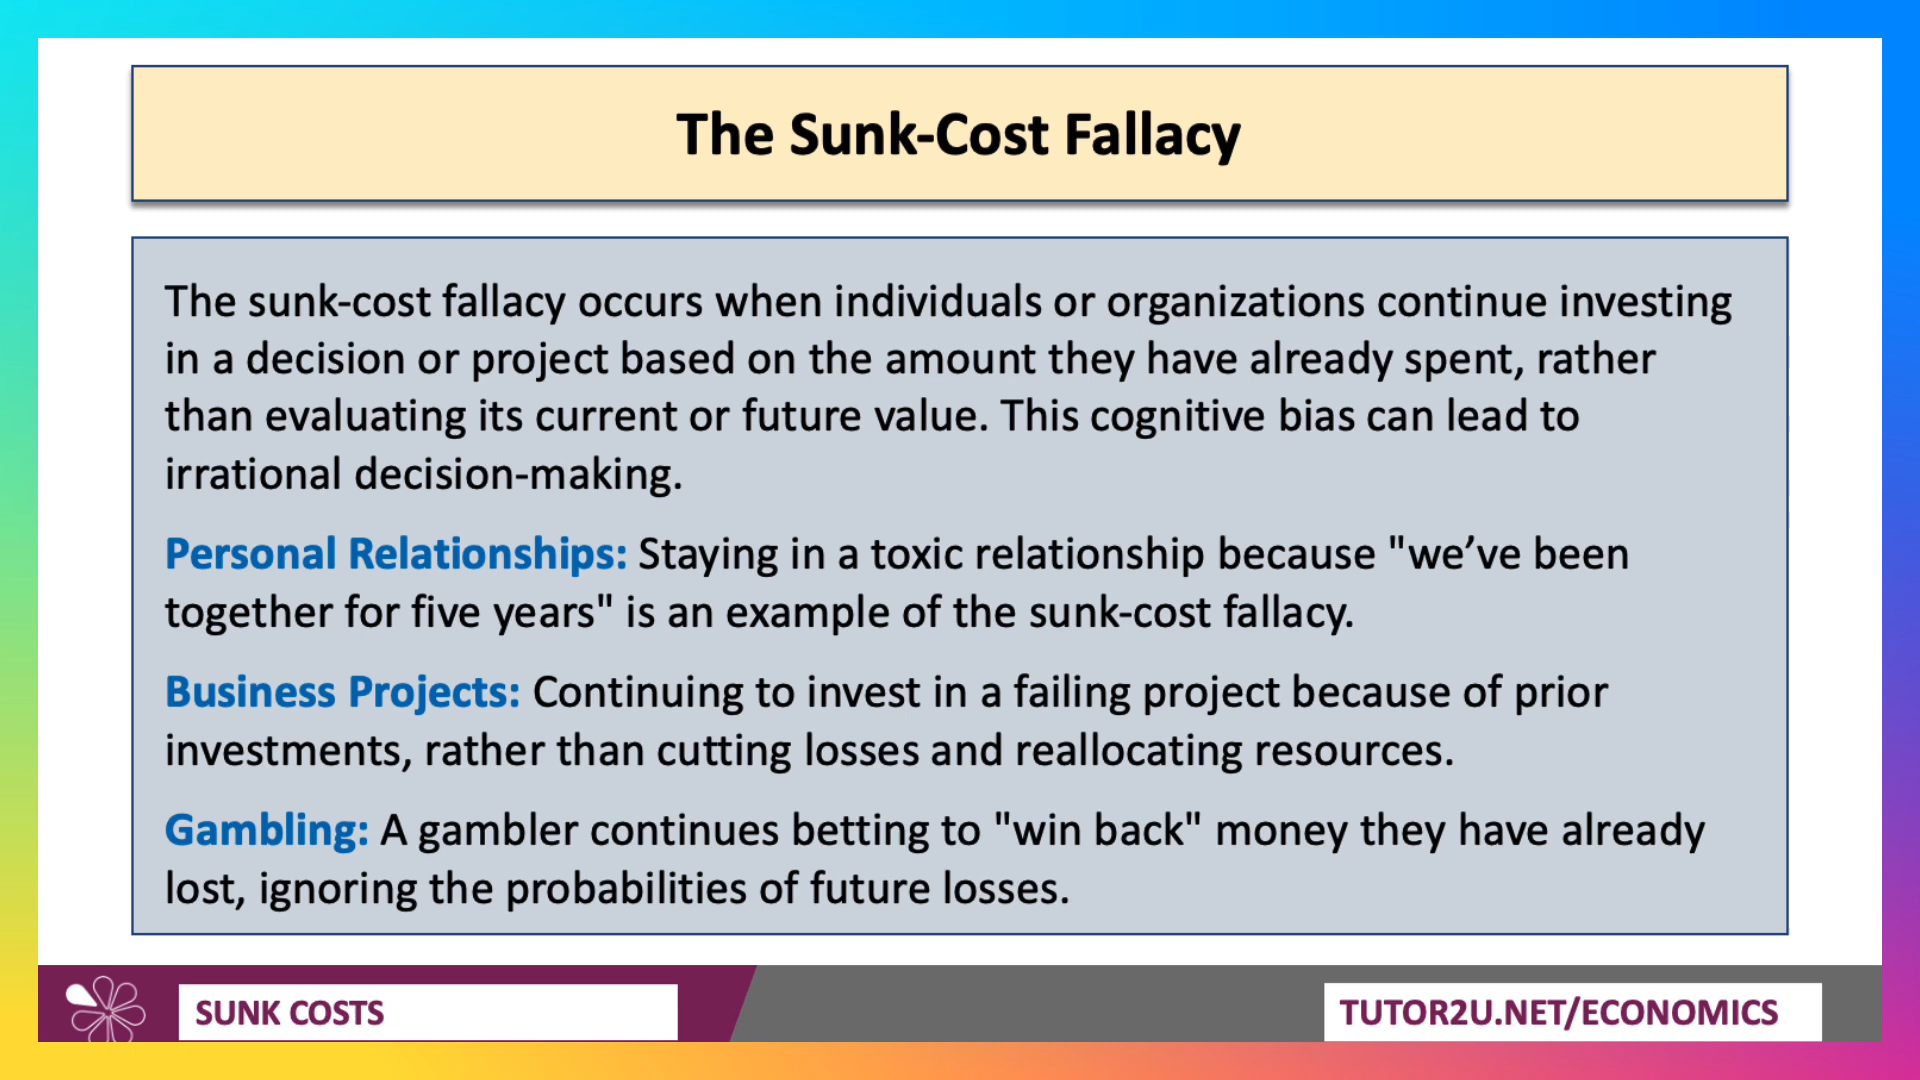 The Sunk-Cost Fallacy
The sunk-cost fallacy occurs when individuals or organizations continue investing
in a decision or project based on the amount they have already spent, rather
than evaluating its current or future value. This cognitive bias can lead to
irrational decision-making.
Personal Relationships: Staying in a toxic relationship because "we’ve been
together for five years" is an example of the sunk-cost fallacy.
Business Projects: Continuing to invest in a failing project because of prior
investments, rather than cutting losses and reallocating resources.
Gambling: A gambler continues betting to "win back" money they have already
lost, ignoring the probabilities of future losses.
SUNK COSTS
TUTOR2U.NET/ECONOMICS